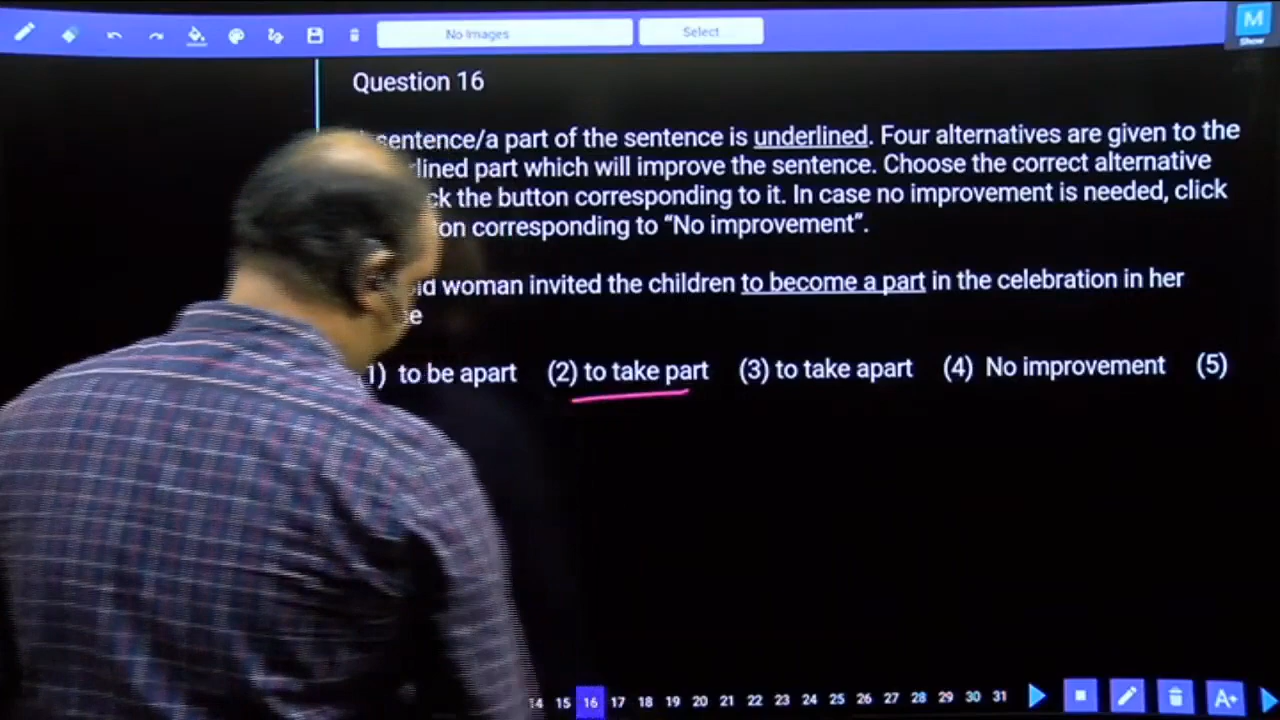 No Images Select M
Show
Question 16
sentence/a part of the sentence is underlined. Four alternatives are given to the
lined part which will improve the sentence. Choose the correct alternative
ck the button corresponding to it. In case no improvement is needed, click
on corresponding to “No improvement”.
ld woman invited the children to become a part in the celebration in her
e
1) to be apart (2) to take part (3) to take apart (4) No improvement (5)
14 15 16 17 18 19 20 21 22 23 24 25 26 27 28 29 30 31 A+